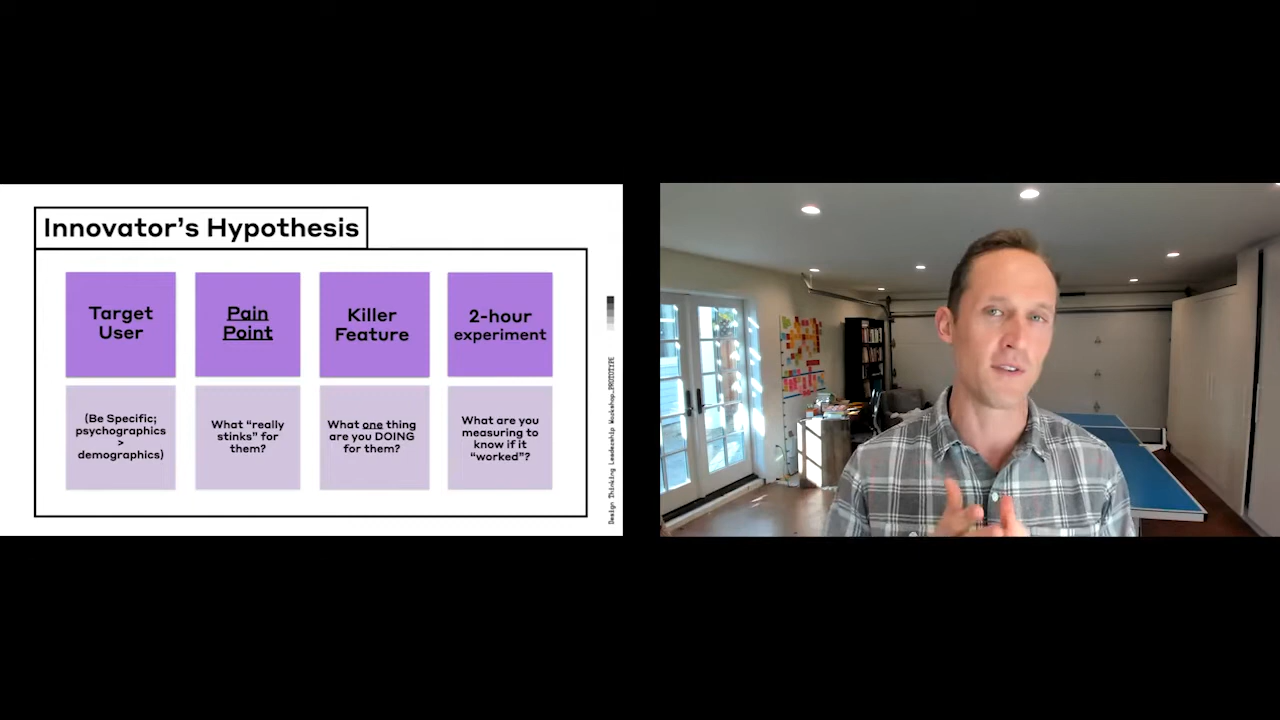 Innovator's Hypothesis
Target
User
Pain
Point
Killer
Feature
2-hour
experiment
(Be Specific;
psychographics
>
demographics)
What “really
stinks” for
them?
What one thing
are you DOING
for them?
What are you
measuring to
know if it
“worked”?
Design Thinking Leadership Workshop_PROTOTYPE